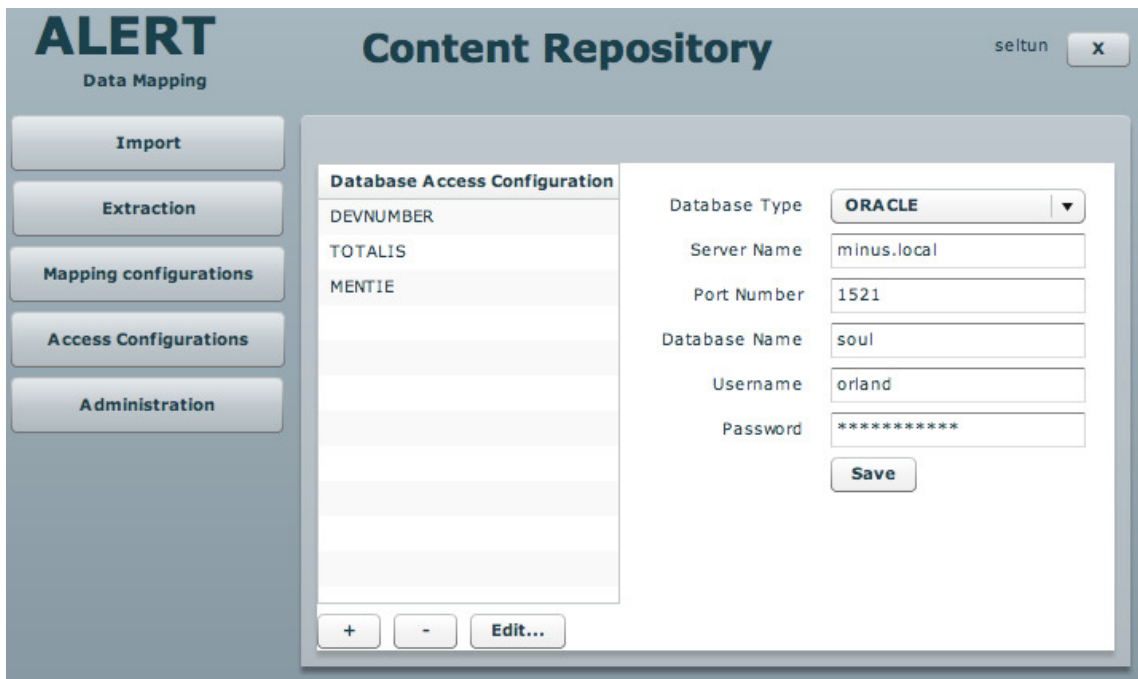 ALERT
Data Mapping
Content Repository
seltun
X
Import
Extraction
Mapping configurations
Access Configurations
Administration
Database Access Configuration
DEVNUMBER
TOTALIS
MENTIE
+
-
Edit...
Database Type ORACLE
Server Name minus.local
Port Number 1521
Database Name soul
Username orland
Password ***********
Save